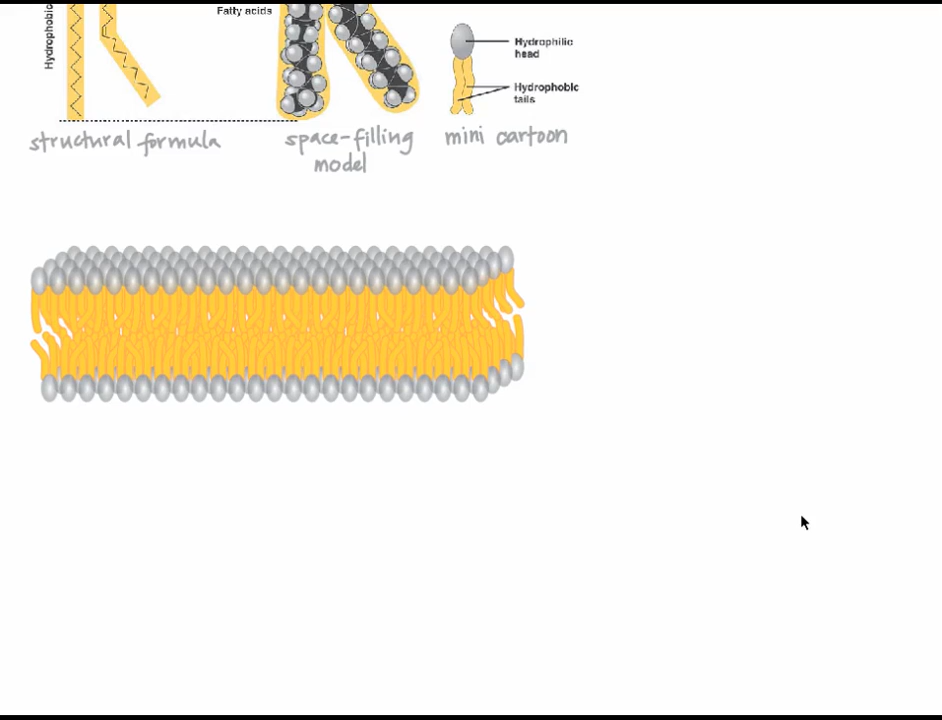 Hydrophobic
Fatty acids
Hydrophilic
head
Hydrophobic
tails
structural formula
space-filling
model
mini cartoon